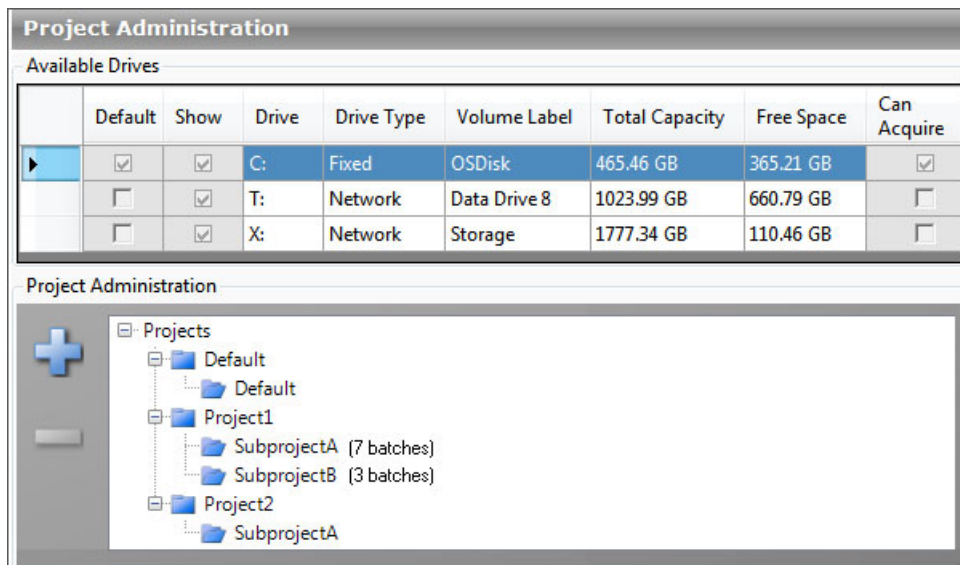 Project Administration
Available Drives
Default Show Drive Drive Type Volume Label Total Capacity Free Space Can Acquire
C: Fixed OSDisk 465.46 GB 365.21 GB
T: Network Data Drive 8 1023.99 GB 660.79 GB
X: Network Storage 1777.34 GB 110.46 GB
Project Administration
Projects
Default
Default
Project1
SubprojectA (7 batches)
SubprojectB (3 batches)
Project2
SubprojectA